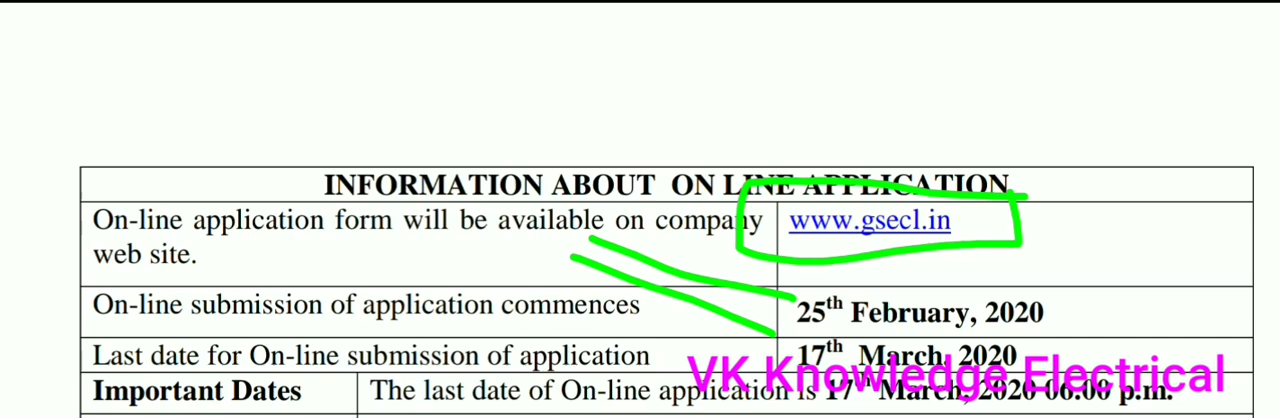 INFORMATION ABOUT ON LINE APPLICATION
On-line application form will be available on company web site.
www.gsecl.in
On-line submission of application commences
25th February, 2020
Last date for On-line submission of application
17th March, 2020
Important Dates
The last date of On-line application is 17th March, 2020 06.00 p.m.
VK Knowledge Electrical